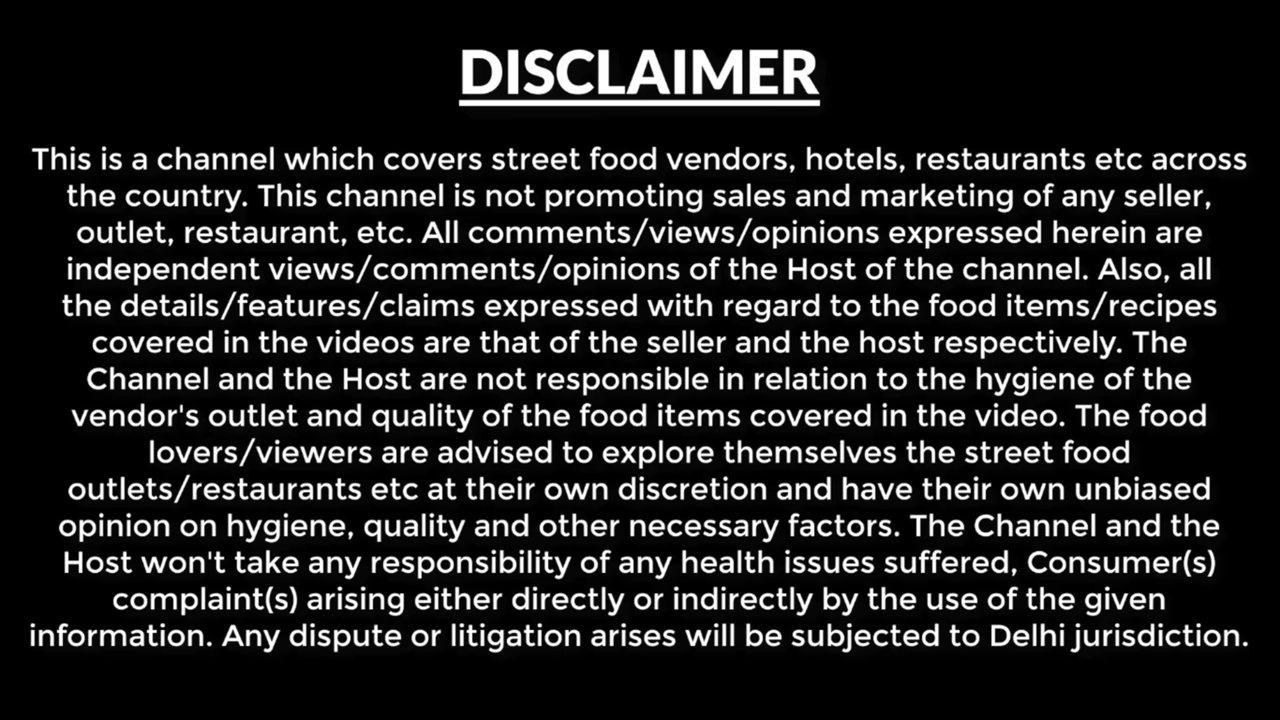 DISCLAIMER
This is a channel which covers street food vendors, hotels, restaurants etc across
the country. This channel is not promoting sales and marketing of any seller,
outlet, restaurant, etc. All comments/views/opinions expressed herein are
independent views/comments/opinions of the Host of the channel. Also, all
the details/features/claims expressed with regard to the food items/recipes
covered in the videos are that of the seller and the host respectively. The
Channel and the Host are not responsible in relation to the hygiene of the
vendor's outlet and quality of the food items covered in the video. The food
lovers/viewers are advised to explore themselves the street food
outlets/restaurants etc at their own discretion and have their own unbiased
opinion on hygiene, quality and other necessary factors. The Channel and the
Host won't take any responsibility of any health issues suffered, Consumer(s)
complaint(s) arising either directly or indirectly by the use of the given
information. Any dispute or litigation arises will be subjected to Delhi jurisdiction.